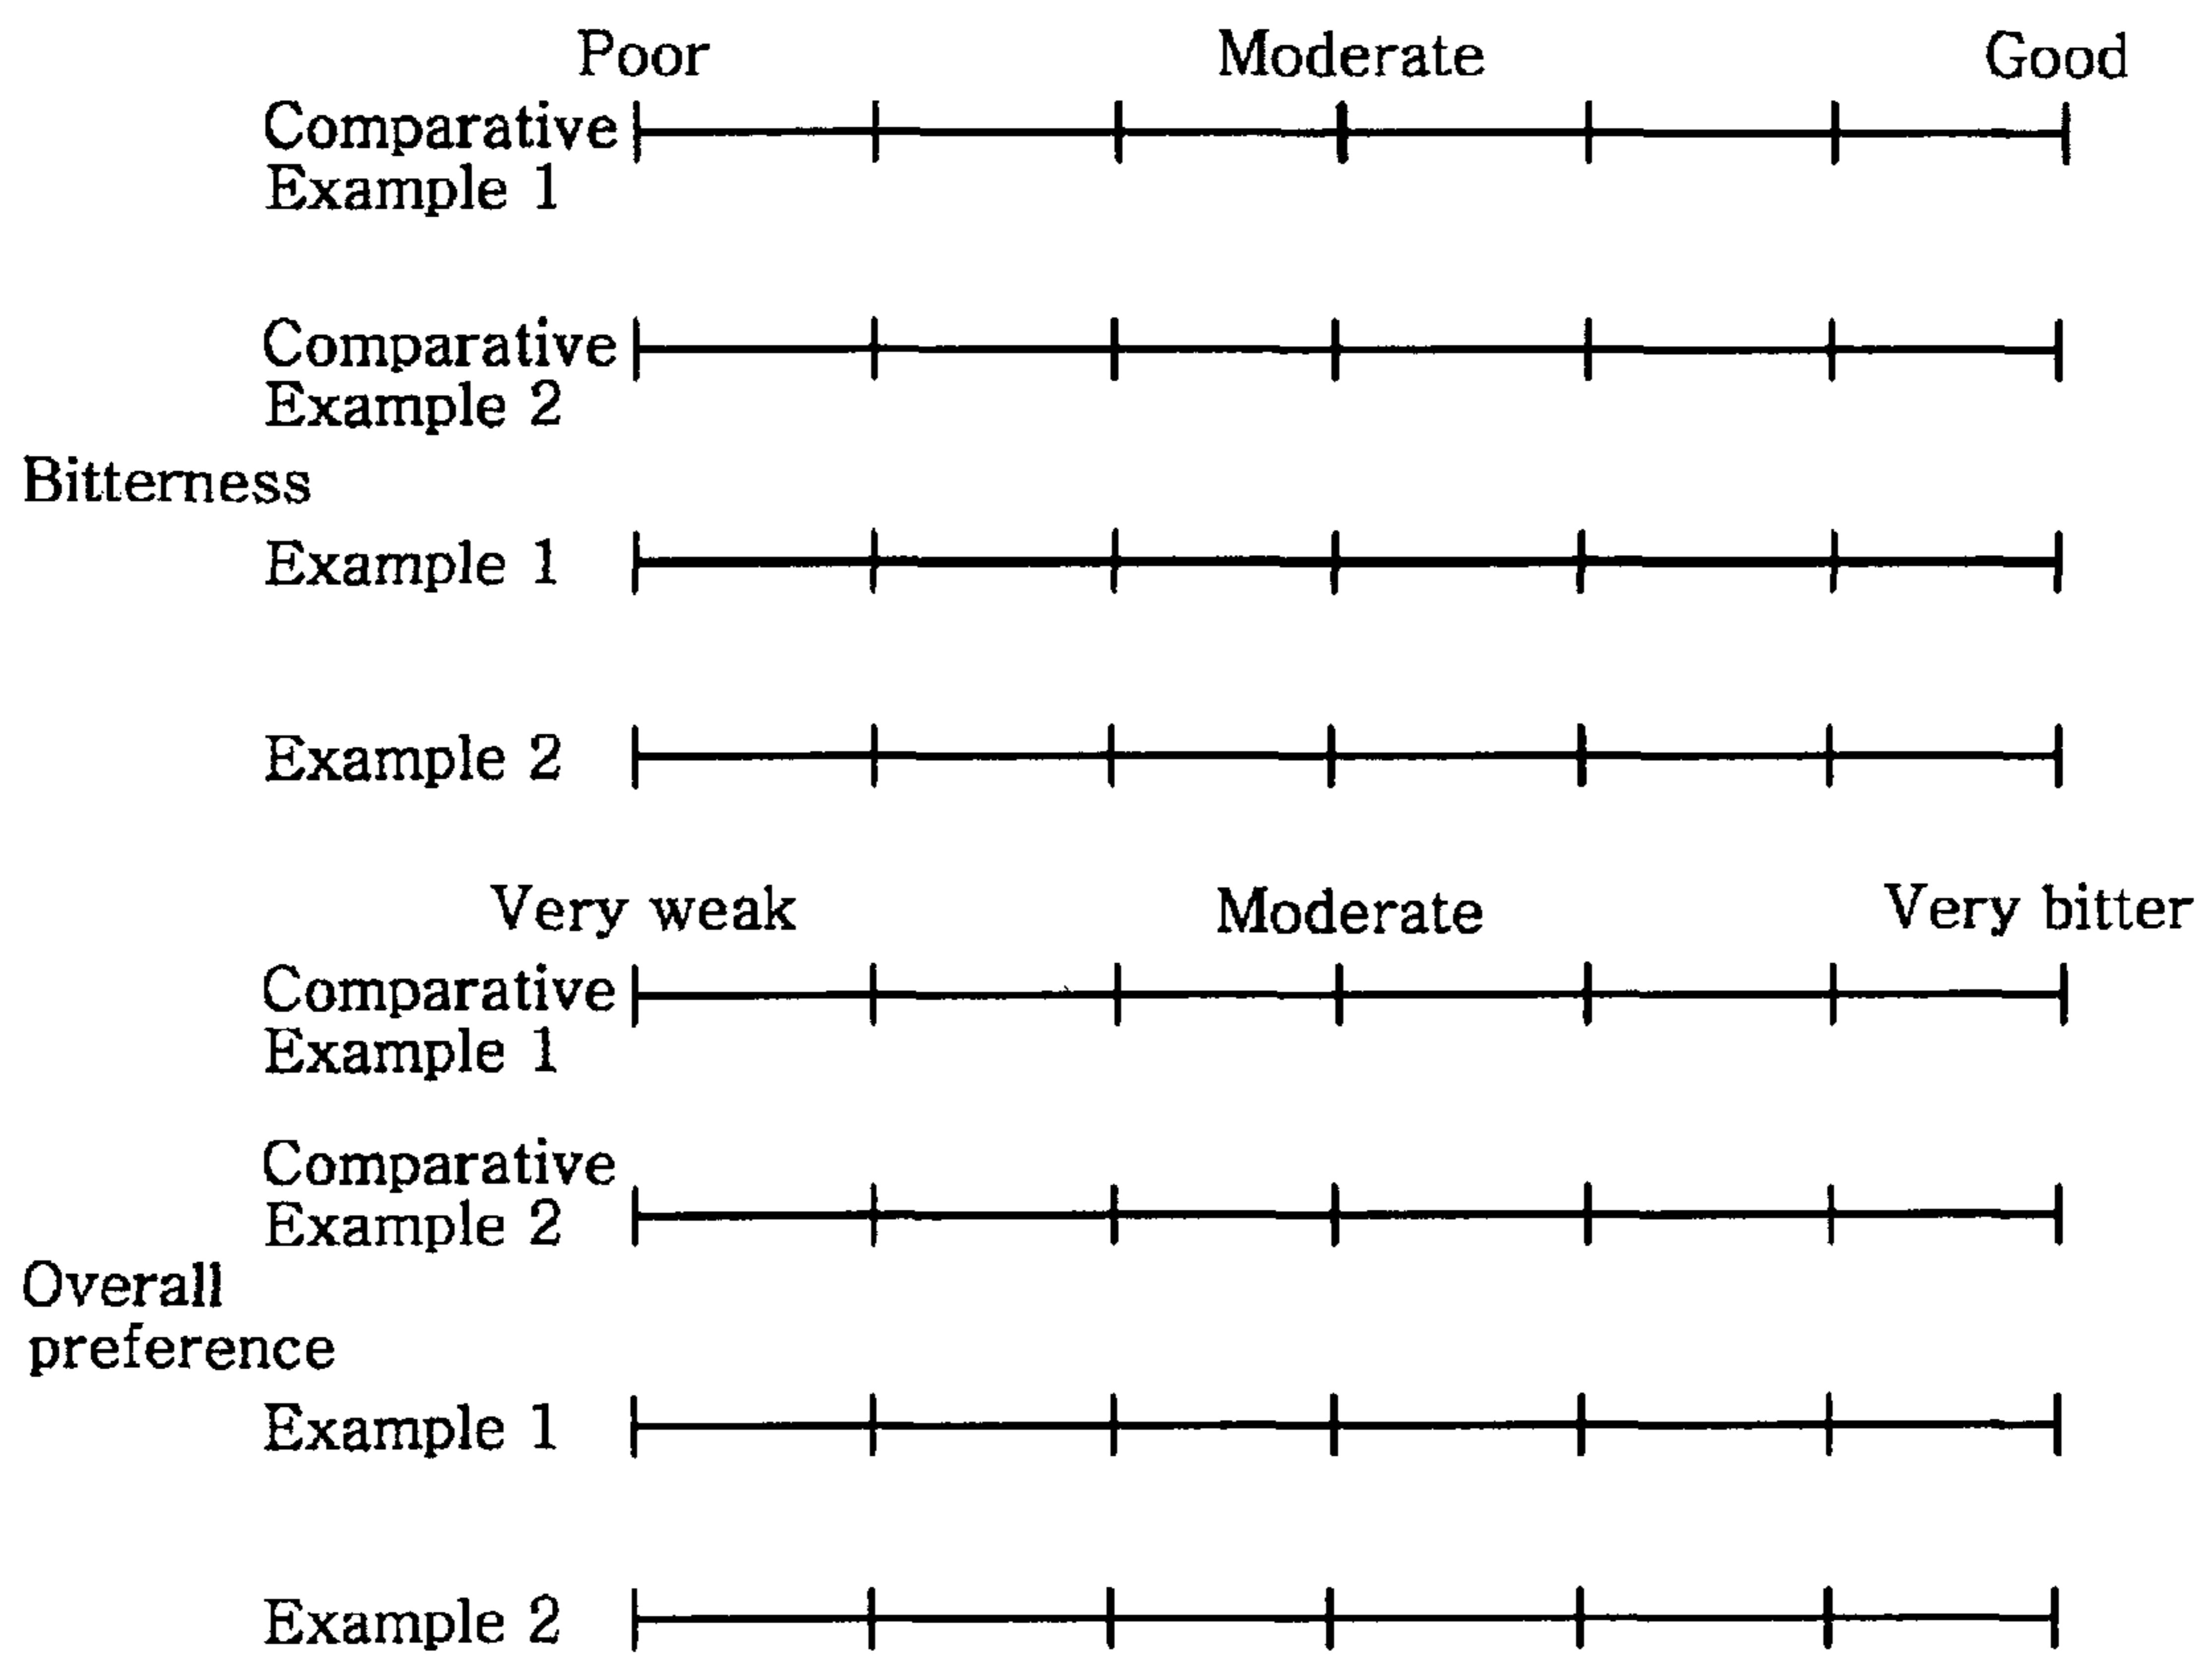 Poor Moderate Good
Comparative
Example 1
Comparative
Example 2
Bitterness
Example 1
Example 2
Very weak Moderate Very bitter
Comparative
Example 1
Comparative
Example 2
Overall
preference
Example 1
Example 2